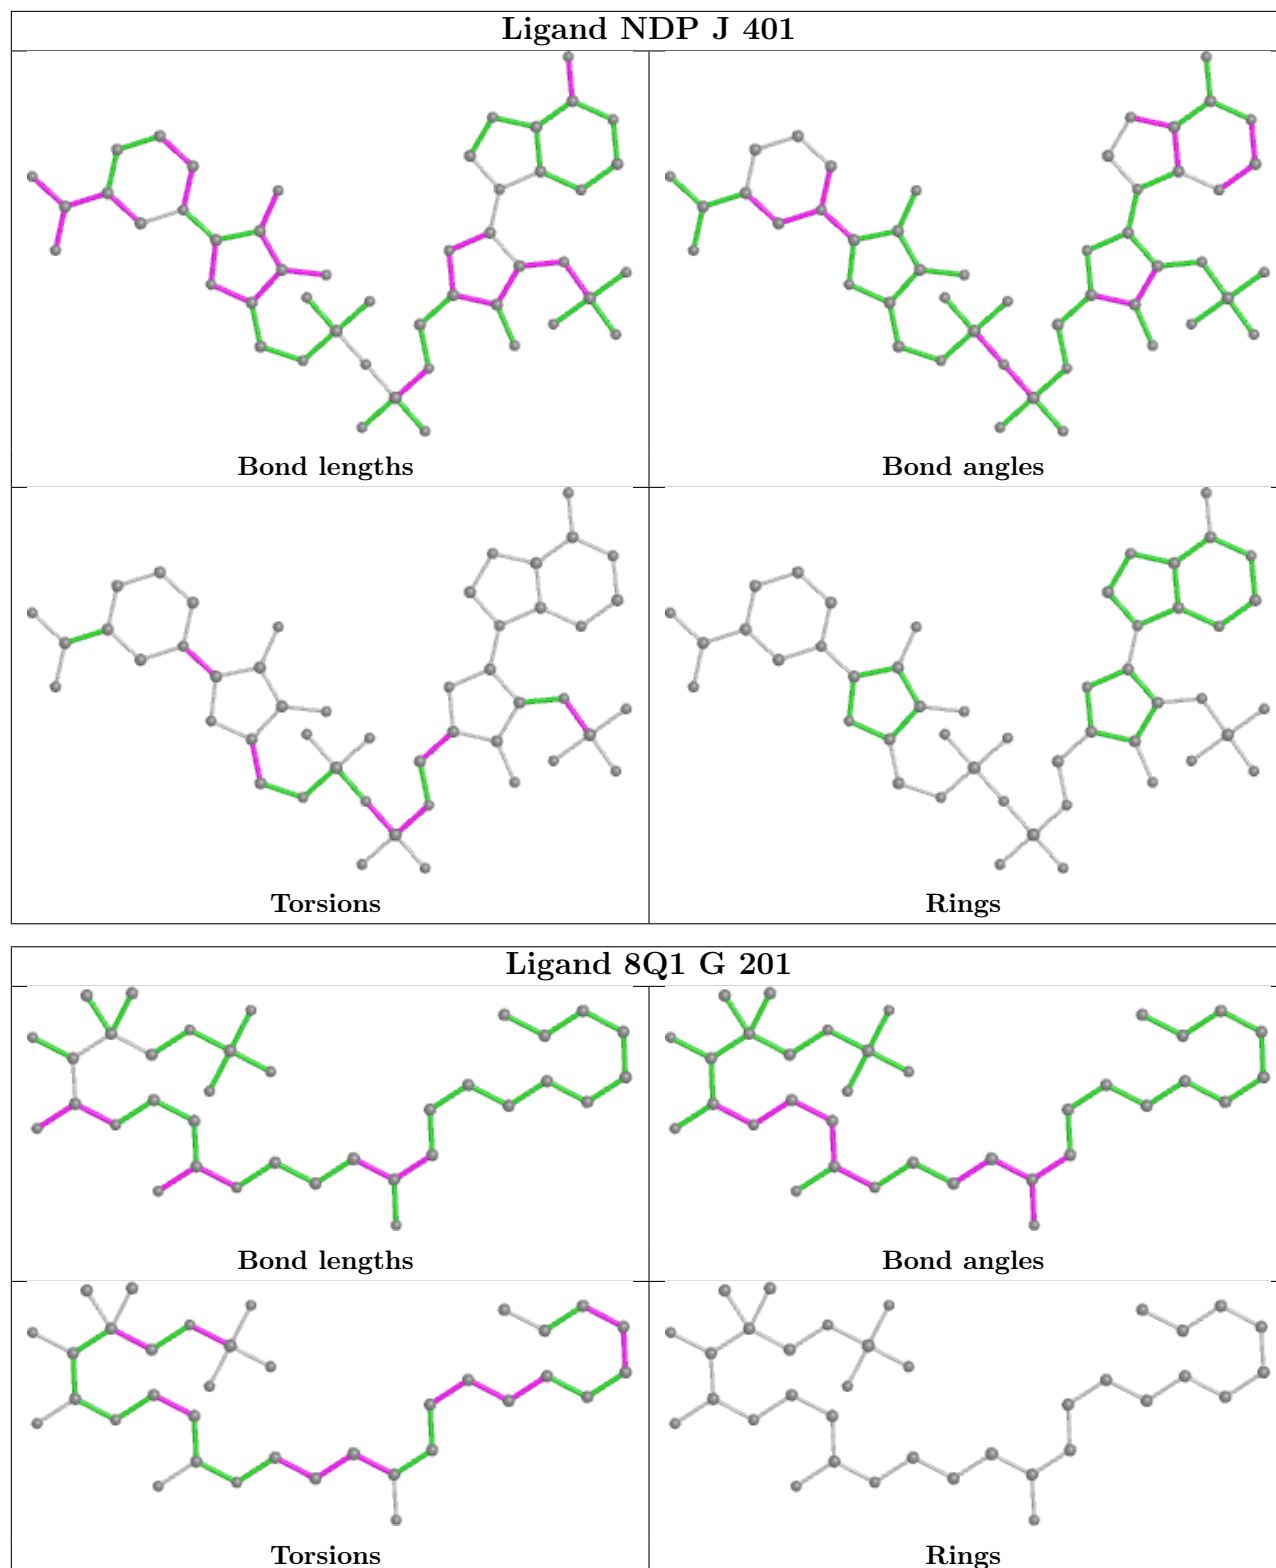 Ligand NDP J 401
Bond lengths
Bond angles
Torsions
Rings
Ligand 8Q1 G 201
Bond lengths
Bond angles
Torsions
Rings